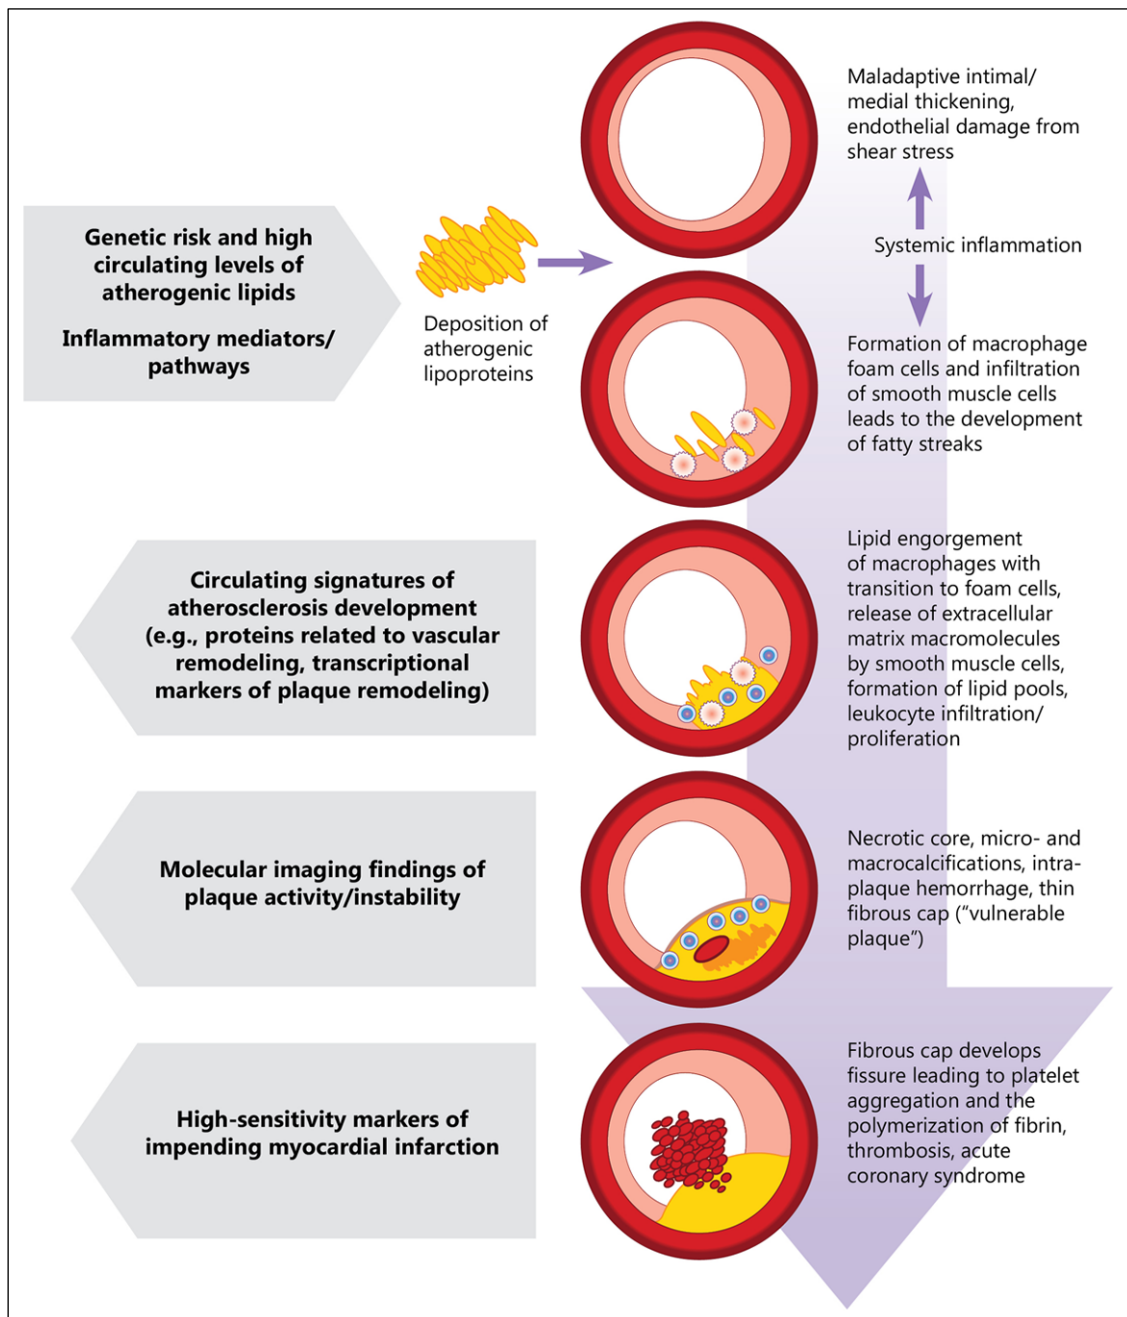 Maladaptive intimal/
medial thickening,
endothelial damage from
shear stress
Genetic risk and high
circulating levels of
atherogenic lipids
Inflammatory mediators/
pathways
Deposition of
atherogenic
lipoproteins
Systemic inflammation
Formation of macrophage
foam cells and infiltration
of smooth muscle cells
leads to the development
of fatty streaks
Circulating signatures of
atherosclerosis development
(e.g., proteins related to vascular
remodeling, transcriptional
markers of plaque remodeling)
Lipid engorgement
of macrophages with
transition to foam cells,
release of extracellular
matrix macromolecules
by smooth muscle cells,
formation of lipid pools,
leukocyte infiltration/
proliferation
Molecular imaging findings of
plaque activity/instability
Necrotic core, micro- and
macrocalcifications, intra-
plaque hemorrhage, thin
fibrous cap (“vulnerable
plaque”)
High-sensitivity markers of
impending myocardial infarction
Fibrous cap develops
fissure leading to platelet
aggregation and the
polymerization of fibrin,
thrombosis, acute
coronary syndrome